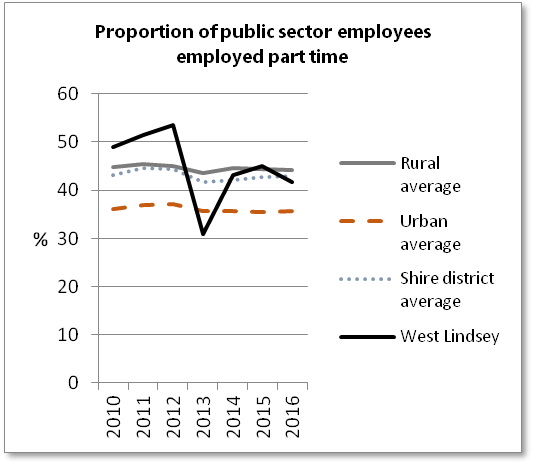 Proportion of public sector employees
employed part time
60
50
40
30
20
10
0
%
2010
2011
2012
2013
2014
2015
2016
Rural
average
Urban
average
Shire district
average
West Lindsey